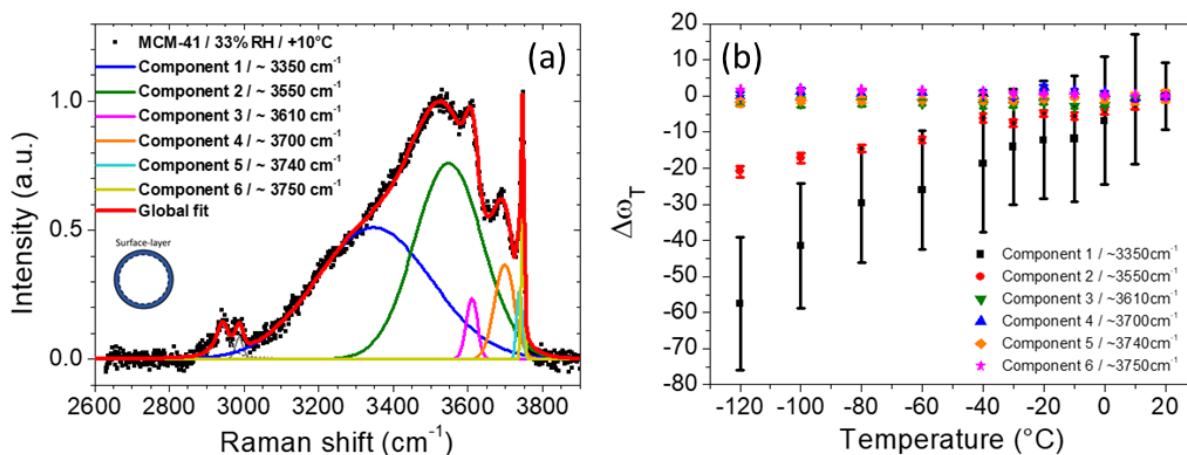 (a)
MCM-41 / 33% RH / +10°C
Component 1 / ~ 3350 cm⁻¹
Component 2 / ~ 3550 cm⁻¹
Component 3 / ~ 3610 cm⁻¹
Component 4 / ~ 3700 cm⁻¹
Component 5 / ~ 3740 cm⁻¹
Component 6 / ~ 3750 cm⁻¹
Global fit
Surface-layer
Intensity (a.u.)
1.0
0.5
0.0
2600 2800 3000 3200 3400 3600 3800
Raman shift (cm⁻¹)
(b)
Δω_T
20
10
0
-10
-20
-30
-40
-50
-60
-70
-80
Component 1 / ~3350cm⁻¹
Component 2 / ~3550cm⁻¹
Component 3 / ~3610cm⁻¹
Component 4 / ~3700cm⁻¹
Component 5 / ~3740cm⁻¹
Component 6 / ~3750cm⁻¹
-120 -100 -80 -60 -40 -20 0 20
Temperature (°C)